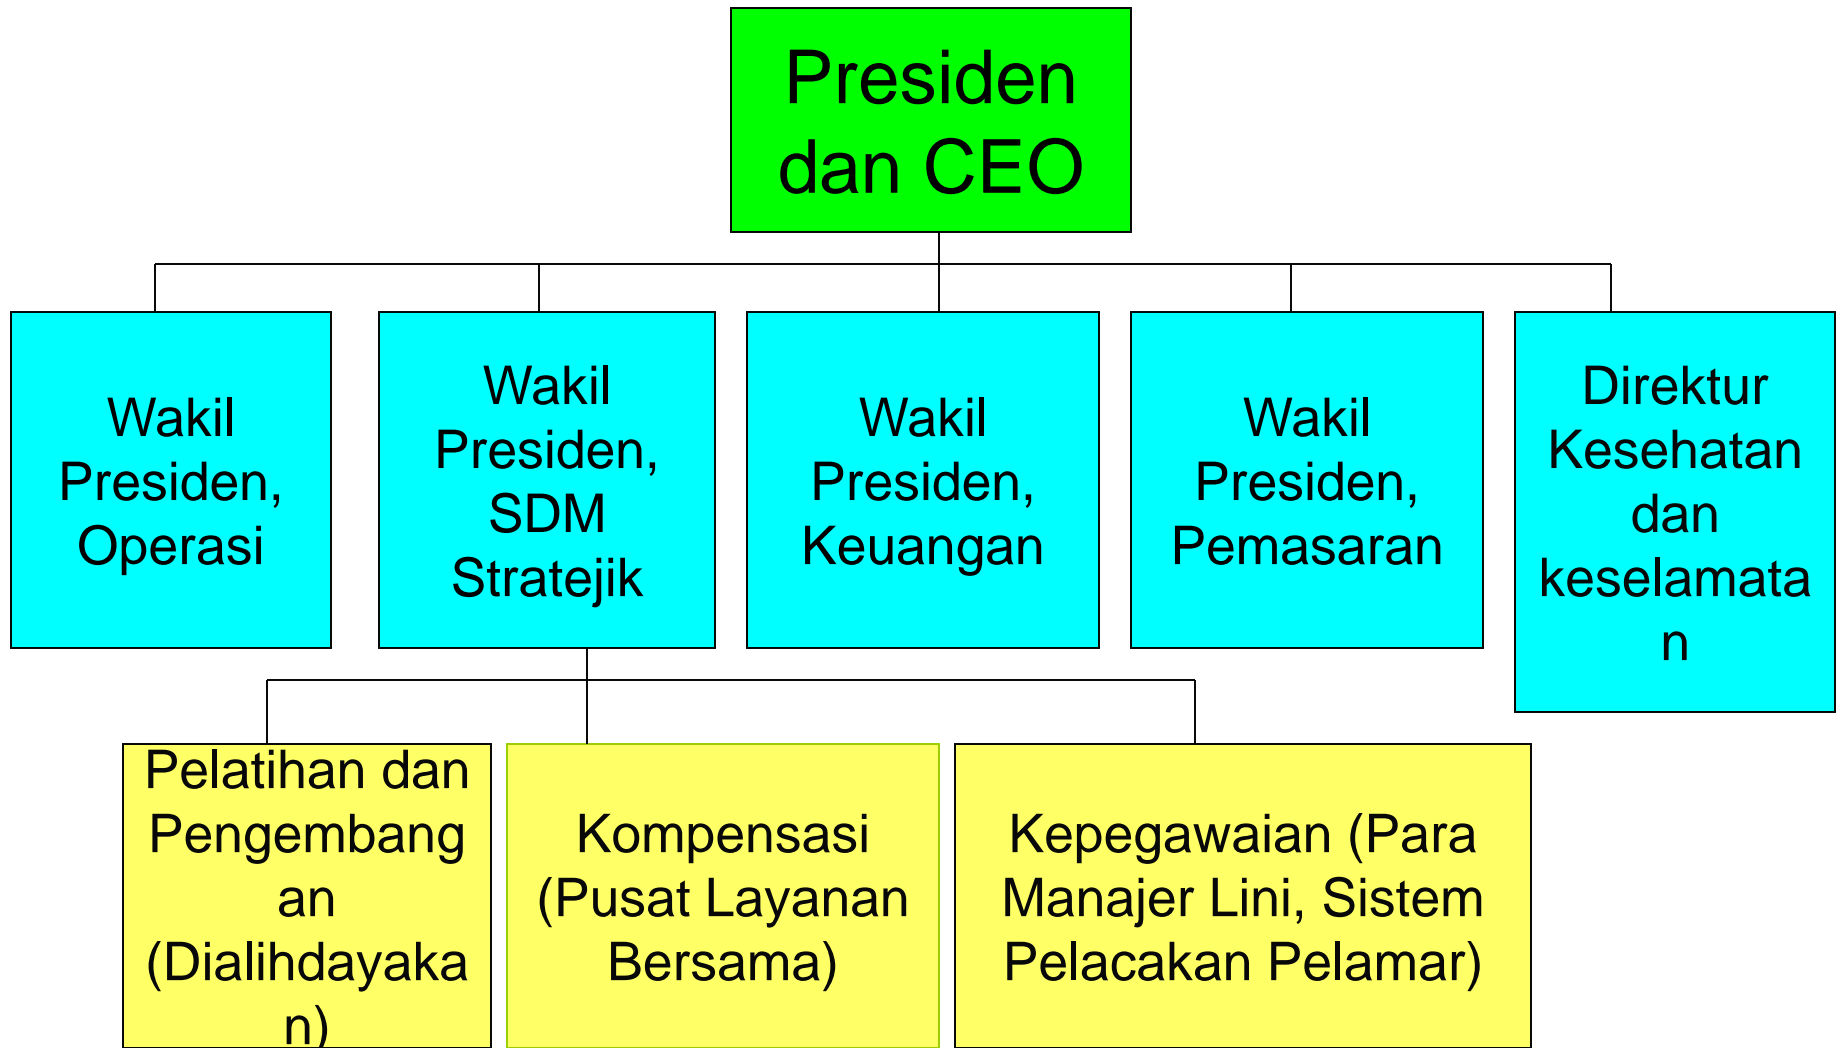 Presiden
dan CEO
Wakil
Presiden,
Operasi
Wakil
Presiden,
SDM
Stratejik
Wakil
Presiden,
Keuangan
Wakil
Presiden,
Pemasaran
Direktur
Kesehatan
dan
keselamata
n
Pelatihan dan
Pengembang
an
(Dialihdayaka
n)
Kompensasi
(Pusat Layanan
Bersama)
Kepegawaian (Para
Manajer Lini, Sistem
Pelacakan Pelamar)